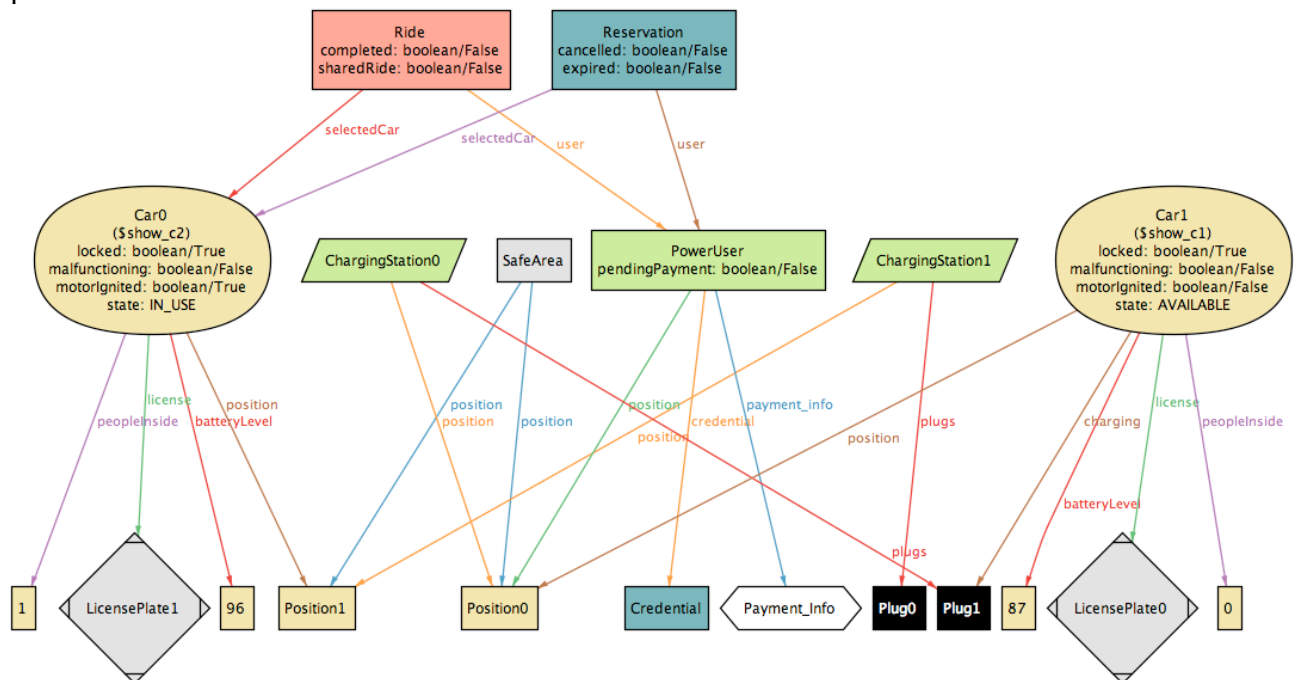 Ride
completed: boolean/False
sharedRide: boolean/False
Reservation
cancelled: boolean/False
expired: boolean/False
selectedCar
selectedCar
user
user
Car0
($show_c2)
locked: boolean/True
malfunctioning: boolean/False
motorIgnited: boolean/True
state: IN_USE
ChargingStation0
SafeArea
PowerUser
pendingPayment: boolean/False
ChargingStation1
Car1
($show_c1)
locked: boolean/True
malfunctioning: boolean/False
motorIgnited: boolean/False
state: AVAILABLE
peopleInside
license
batteryLevel
position
position
position
position
position
position
credential
payment_info
position
plugs
charging
license
peopleInside
batteryLevel
plugs
1
LicensePlate1
96
Position1
Position0
Credential
Payment_Info
Plug0
Plug1
87
LicensePlate0
0